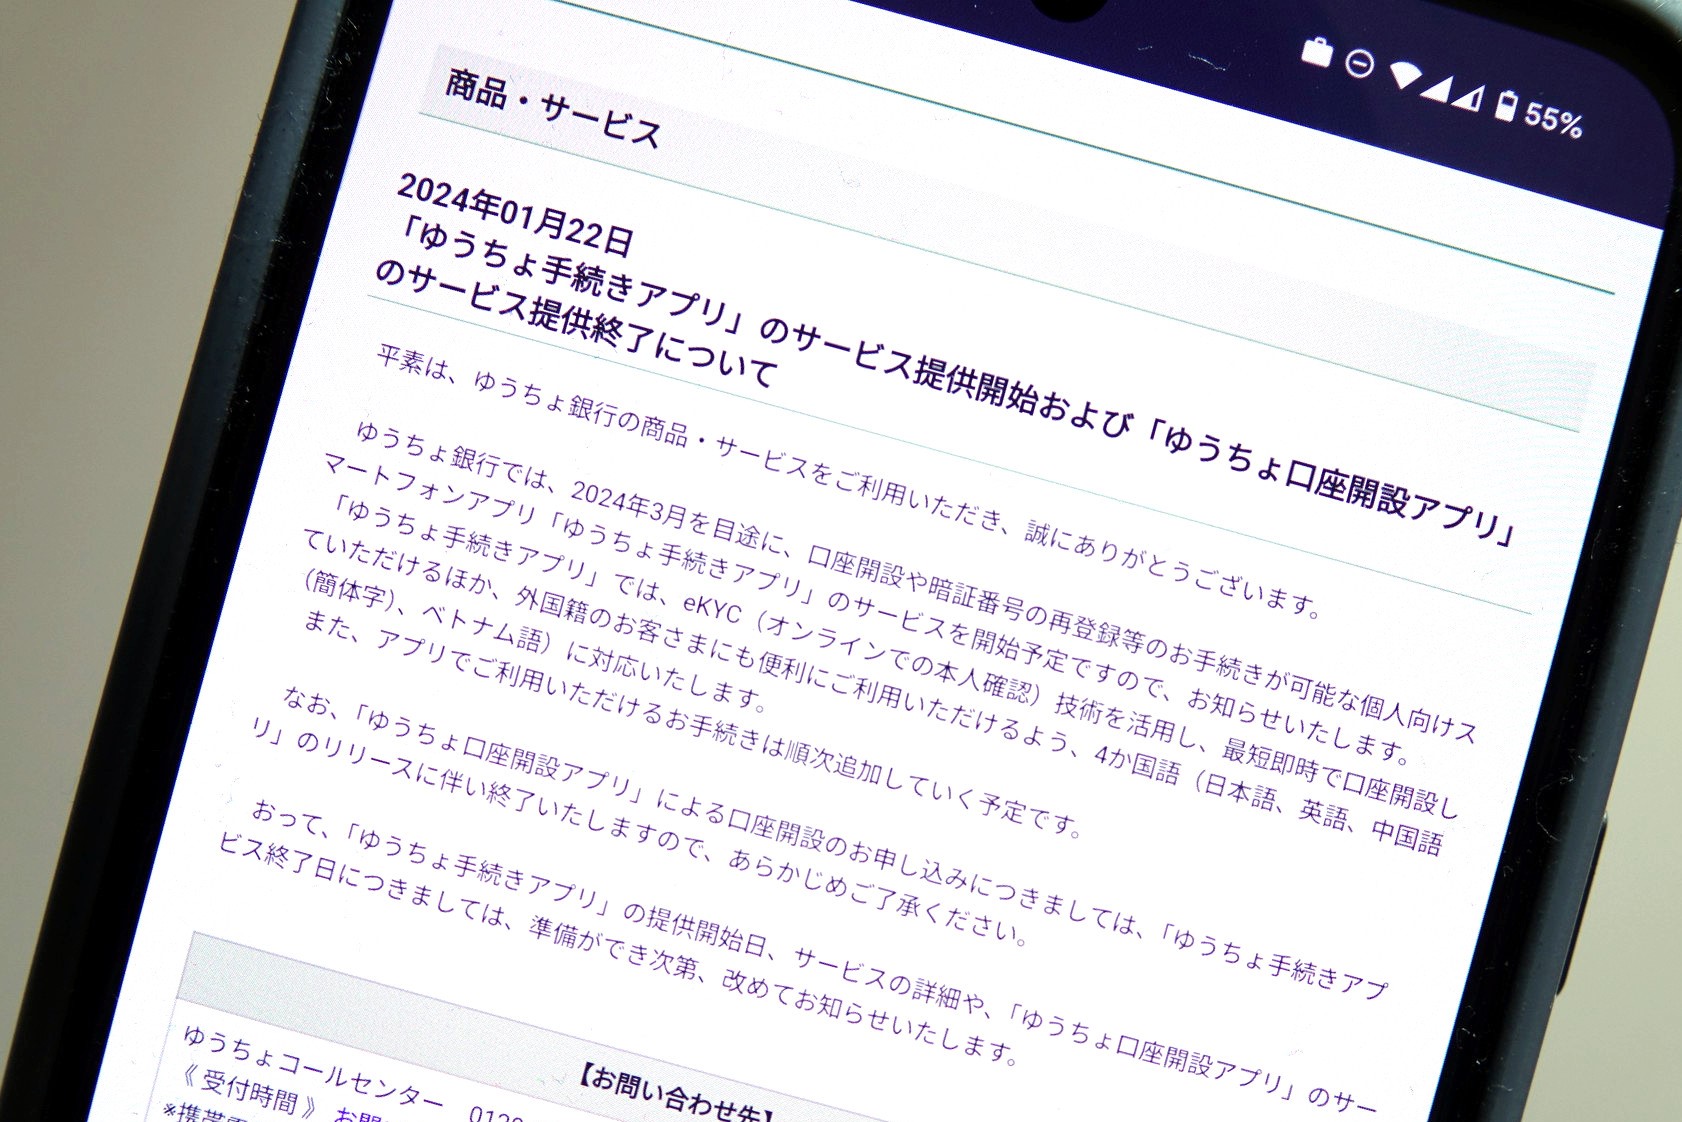 55%
商品・サービス
2024年01月22日
「ゆうちょ手続きアプリ」のサービス提供開始および「ゆうちょ口座開設アプリ」
のサービス提供終了について
平素は、ゆうちょ銀行の商品・サービスをご利用いただき、誠にありがとうございます。
ゆうちょ銀行では、2024年3月を目途に、口座開設や暗証番号の再登録等のお手続きが可能な個人向けス
マートフォンアプリ「ゆうちょ手続きアプリ」のサービスを開始予定ですので、お知らせいたします。
「ゆうちょ手続きアプリ」では、eKYC（オンラインでの本人確認）技術を活用し、最短即時で口座開設し
ていただけるほか、外国籍のお客さまにも便利にご利用いただけるよう、4か国語（日本語、英語、中国語
(簡体字)、ベトナム語）に対応いたします。
また、アプリでご利用いただけるお手続きは順次追加していく予定です。
なお、「ゆうちょ口座開設アプリ」による口座開設のお申し込みにつきましては、「ゆうちょ手続きアプ
リ」のリリースに伴い終了いたしますので、あらかじめご了承ください。
おって、「ゆうちょ手続きアプリ」の提供開始日、サービスの詳細や、「ゆうちょ口座開設アプリ」のサー
ビス終了日につきましては、準備ができ次第、改めてお知らせいたします。
【お問い合わせ先】
ゆうちょコールセンター 0120
《 受付時間 》 お問
※携帯電